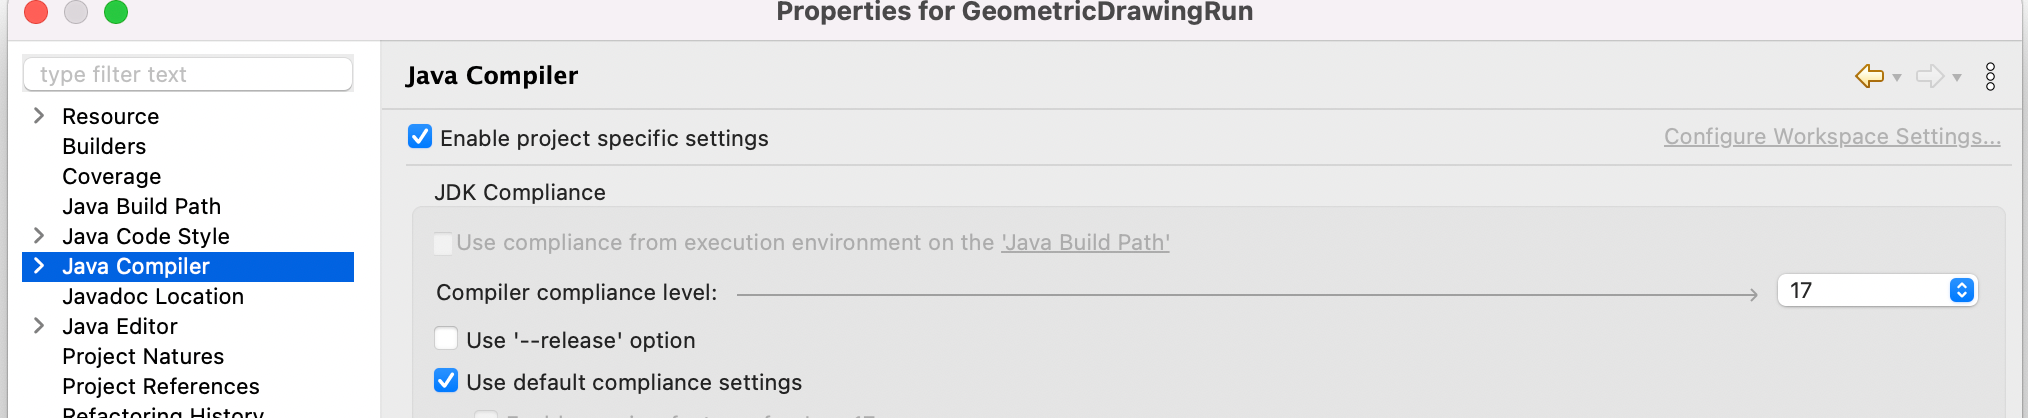 Properties for GeometricDrawingRun
type filter text
Resource
Builders
Coverage
Java Build Path
Java Code Style
Java Compiler
Javadoc Location
Java Editor
Project Natures
Project References
Refactoring History
Java Compiler
Enable project specific settings
Configure Workspace Settings...
JDK Compliance
Use compliance from execution environment on the 'Java Build Path'
Compiler compliance level:
17
Use '--release' option
Use default compliance settings